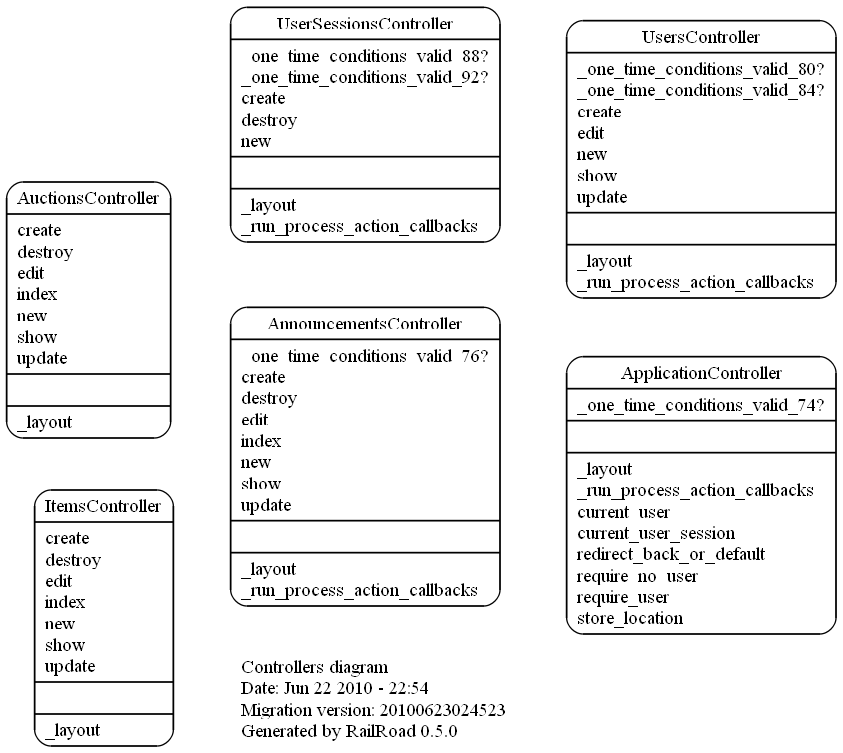 UserSessionsController
_one_time_conditions_valid_88?
_one_time_conditions_valid_92?
create
destroy
new
_layout
_run_process_action_callbacks
UsersController
_one_time_conditions_valid_80?
_one_time_conditions_valid_84?
create
edit
new
show
update
_layout
_run_process_action_callbacks
AuctionsController
create
destroy
edit
index
new
show
update
_layout
AnnouncementsController
_one_time_conditions_valid_76?
create
destroy
edit
index
new
show
update
_layout
_run_process_action_callbacks
ApplicationController
_one_time_conditions_valid_74?
_layout
_run_process_action_callbacks
current_user
current_user_session
redirect_back_or_default
require_no_user
require_user
store_location
ItemsController
create
destroy
edit
index
new
show
update
_layout
Controllers diagram
Date: Jun 22 2010 - 22:54
Migration version: 20100623024523
Generated by RailRoad 0.5.0